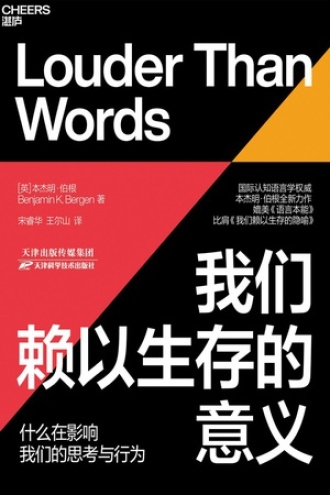 CHEERS
湛庐
Louder Than
Words
[英]本杰明·伯根
Benjamin K. Bergen 著
宋睿华 王尔山 译
国际认知语言学权威
本杰明·伯根全新力作
媲美《语言本能》
比肩《我们赖以生存的隐喻》
天津出版传媒集团
天津科学技术出版社
我们
赖以生存的
意义
什么在影响
我们的思考与行为